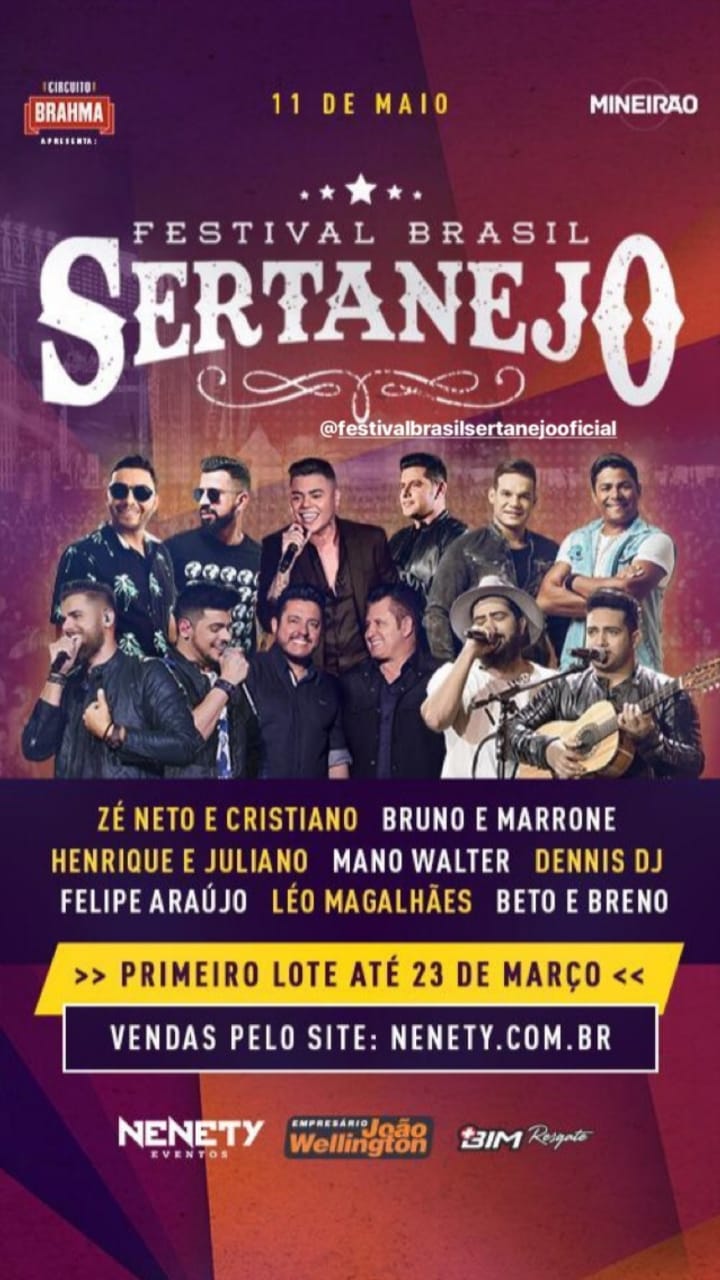 CIRCUITO
BRAHMA
APRESENTA:
11 DE MAIO
MINEIRÃO
FESTIVAL BRASIL
SERTANEJO
@festivalbrasilsertanejooficial
ZÉ NETO E CRISTIANO BRUNO E MARRONE
HENRIQUE E JULIANO MANO WALTER DENNIS DJ
FELIPE ARAÚJO LÉO MAGALHÃES BETO E BRENO
>> PRIMEIRO LOTE ATÉ 23 DE MARÇO <<
VENDAS PELO SITE: NENETY.COM.BR
NENETY
EVENTOS
EMPRESÁRIO João
Wellington
BIM Resgate